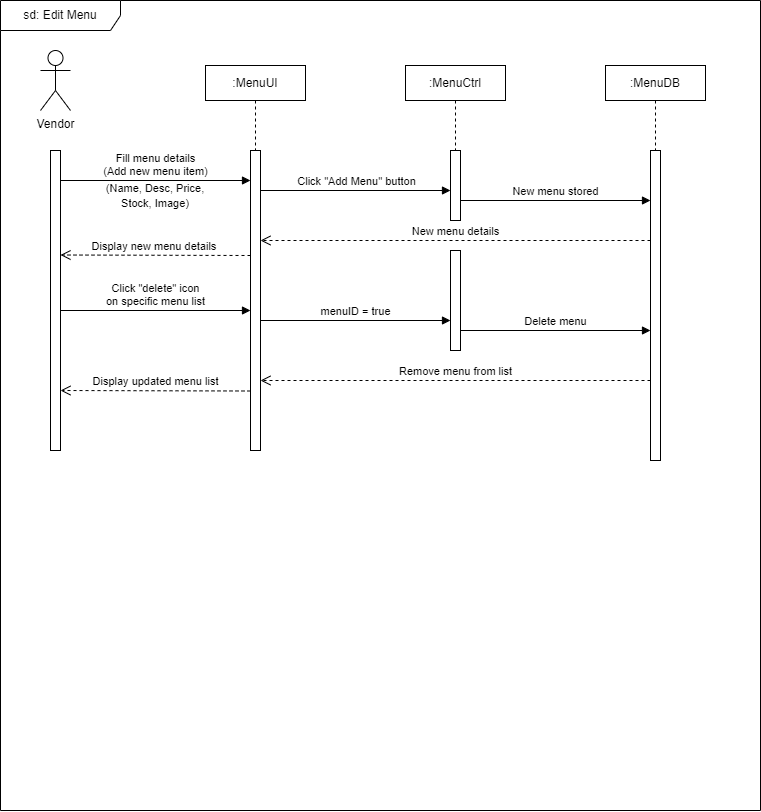 sd: Edit Menu
:MenuUI
:MenuCtrl
:MenuDB
Vendor
Fill menu details
(Add new menu item)
(Name, Desc, Price,
Stock, Image)
Click "Add Menu" button
New menu stored
New menu details
Display new menu details
Click "delete" icon
on specific menu list
menuID = true
Delete menu
Remove menu from list
Display updated menu list